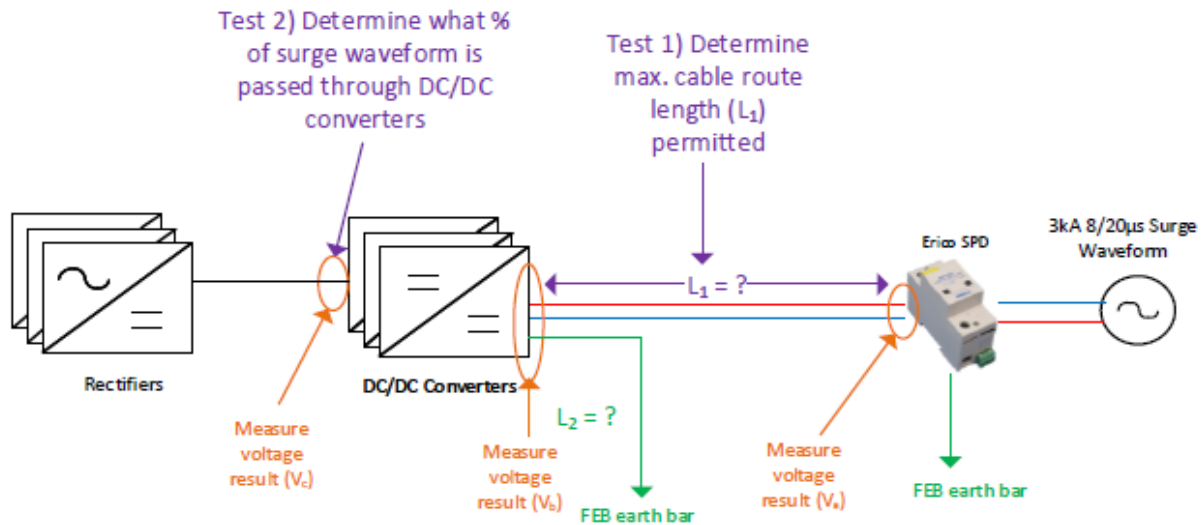 Test 2) Determine what %
of surge waveform is
passed through DC/DC
converters
Test 1) Determine
max. cable route
length (L₁)
permitted
3kA 8/20µs Surge
Waveform
Erico SPD
L₁ = ?
Rectifiers
DC/DC Converters
L₂ = ?
Measure
voltage
result (Vc)
Measure
voltage
result (Vb)
FEB earth bar
Measure
voltage
result (Va)
FEB earth bar